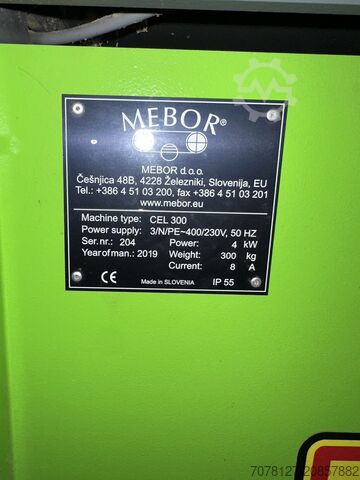 MEBOR®
MEBOR d.o.o.
Češnjica 48B, 4228 Železniki, Slovenija, EU
Tel.: +386 4 51 03 200, fax +386 4 51 03 201
www.mebor.eu
Machine type: CEL 300
Power supply: 3/N/PE~400/230V, 50 HZ
Ser.nr.: 204 Power: 4 kW
Yearofman.: 2019 Weight: 300 kg
Current: 8 A
CE Made in SLOVENIA IP 55
7078127 20857882